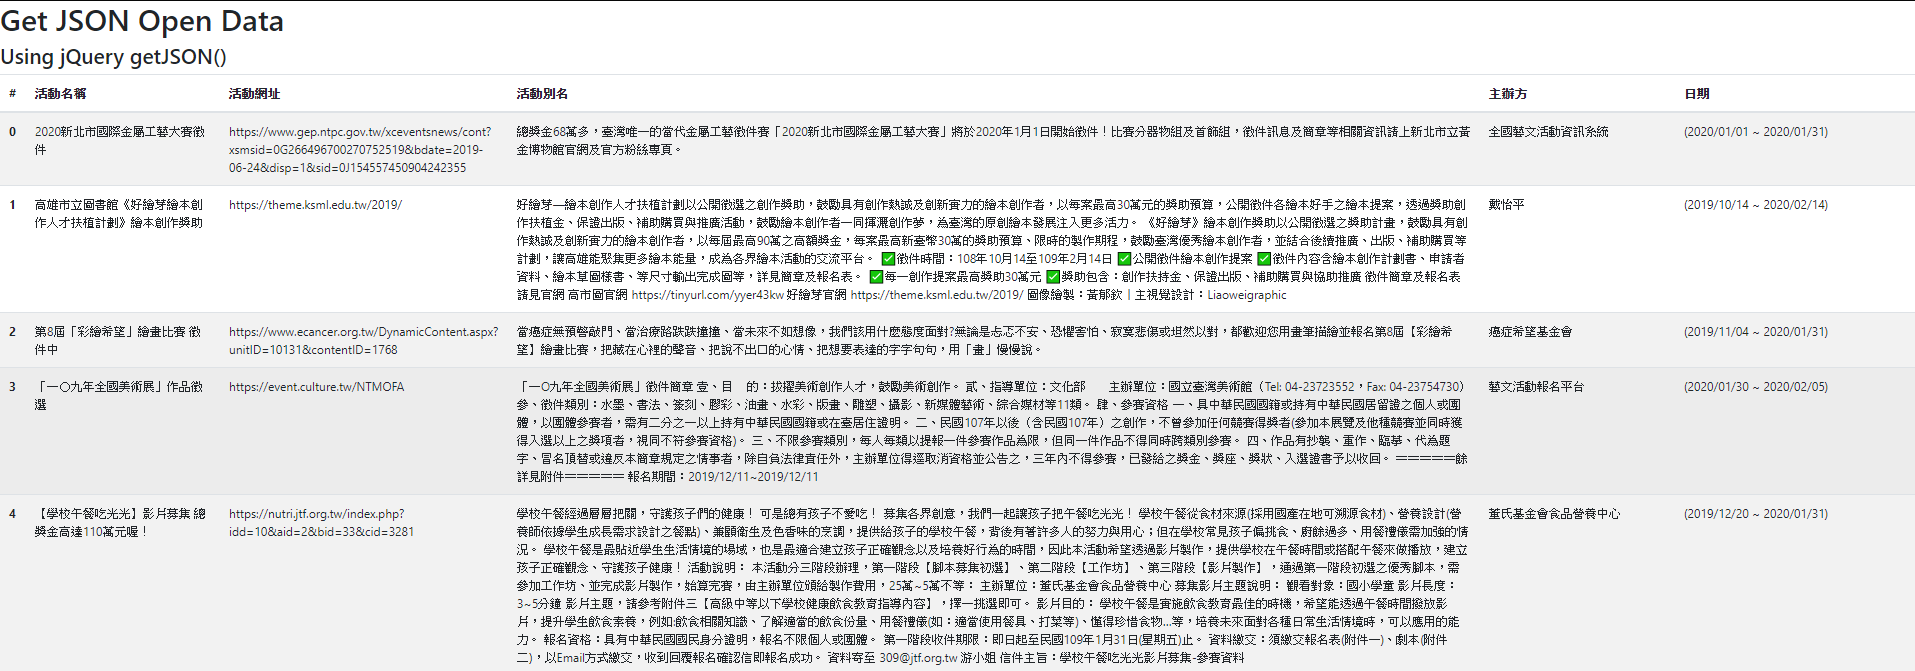 Get JSON Open Data
Using jQuery getJSON()
# 活動名稱 活動網址 活動別名 主辦方 日期
0 2020新北市國際金屬工藝大賽徵件
https://www.gep.ntpc.gov.tw/xceventsnews/cont?
xsmsid=0G266496700270752519&bdate=2019-
06-24&disp=1&sid=0J154557450904242355
總獎金68萬多，臺灣唯一的當代金屬工藝徵件賽「2020新北市國際金屬工藝大賽」將於2020年1月1日開始徵件！比賽分器物組及首飾組，徵件訊息及簡章等相關資訊請上新北市立黃
金博物館官網及官方粉絲專頁。
全國藝文活動資訊系統
(2020/01/01 ~ 2020/01/31)
1 高雄市立圖書館《好繪芽繪本創
作人才扶植計劃》繪本創作獎助
https://theme.ksml.edu.tw/2019/
好繪芽—繪本創作人才扶植計劃以公開徵選之創作獎助，鼓勵具有創作熱誠及創新實力的繪本創作者，以每案最高30萬元的獎助預算，公開徵件各繪本好手之繪本提案，透過獎助創
作扶植金、保證出版、補助購買與推廣活動，鼓勵繪本創作者一同揮灑創作夢，為臺灣的原創繪本發展注入更多活力。 《好繪芽》繪本創作獎助以公開徵選之獎助計畫，鼓勵具有創
作熱誠及創新實力的繪本創作者，以每屆最高90萬之高額獎金，每案最高新臺幣30萬的獎助預算、限時的製作期程，鼓勵臺灣優秀繪本創作者，並結合後續推廣、出版、補助購買等
計劃，讓高雄能聚集更多繪本能量，成為各界繪本活動的交流平台。 ✅徵件時間：108年10月14至109年2月14日 ✅公開徵件繪本創作提案 ✅徵件內容含繪本創作計劃書、申請者
資料、繪本草圖樣書、等尺寸輸出完成圖等，詳見簡章及報名表。 ✅每一創作提案最高獎助30萬元 ✅獎助包含：創作扶持金、保證出版、補助購買與協助推廣 徵件簡章及報名表
請見官網 高市圖官網 https://tinyurl.com/yyer43kw 好繪芽官網 https://theme.ksml.edu.tw/2019/ 圖像繪製：黃郁欽｜主視覺設計：Liaoweigraphic
戴怡平
(2019/10/14 ~ 2020/02/14)
2 第8屆「彩繪希望」繪畫比賽 徵
件中
https://www.ecancer.org.tw/DynamicContent.aspx?
unitID=10131&contentID=1768
當癌症無預警敲門、當治療路跌跌撞撞、當未來不如想像，我們該用什麼態度面對?無論是忐忑不安、恐懼害怕、寂寞悲傷或坦然以對，都歡迎您用畫筆描繪並報名第8屆【彩繪希
望】繪畫比賽，把藏在心裡的聲音、把說不出口的心情、把想要表達的字字句句，用「畫」慢慢說。
癌症希望基金會
(2019/11/04 ~ 2020/01/31)
3 「一〇九年全國美術展」作品徵
選
https://event.culture.tw/NTMOFA
「一O九年全國美術展」徵件簡章 壹、目　的：拔擢美術創作人才，鼓勵美術創作。 貳、指導單位：文化部　　主辦單位：國立臺灣美術館（Tel: 04-23723552，Fax: 04-23754730）
參、徵件類別：水墨、書法、篆刻、膠彩、油畫、水彩、版畫、雕塑、攝影、新媒體藝術、綜合媒材等11類。 肆、參賽資格 一、具中華民國國籍或持有中華民國居留證之個人或團
體，以團體參賽者，需有二分之一以上持有中華民國國籍或在臺居住證明。 二、民國107年以後（含民國107年）之創作，不曾參加任何競賽得獎者(參加本展覽及他種競賽並同時獲
得入選以上之獎項者，視同不符參賽資格)。 三、不限參賽類別，每人每類以提報一件參賽作品為限，但同一件作品不得同時跨類別參賽。 四、作品有抄襲、重作、臨摹、代為題
字、冒名頂替或違反本簡章規定之情事者，除自負法律責任外，主辦單位得逕取消資格並公告之，三年內不得參賽，已發給之獎金、獎座、獎狀、入選證書予以收回。 ＝＝＝＝＝餘
詳見附件＝＝＝＝＝ 報名期間：2019/12/11~2019/12/11
藝文活動報名平台
(2020/01/30 ~ 2020/02/05)
4 【學校午餐吃光光】影片募集 總
獎金高達110萬元喔！
https://nutri.jtf.org.tw/index.php?
idd=10&aid=2&bid=33&cid=3281
學校午餐經過層層把關，守護孩子們的健康！ 可是總有孩子不愛吃！ 募集各界創意，我們一起讓孩子把午餐吃光光！ 學校午餐從食材來源(採用國產在地可溯源食材)、營養設計(營
養師依據學生成長需求設計之餐點)、兼顧衛生及色香味的烹調，提供給孩子的學校午餐，背後有著許多人的努力與用心；但在學校常見孩子偏挑食、廚餘過多、用餐禮儀需加強的情
況。 學校午餐是最貼近學生生活情境的場域，也是最適合建立孩子正確觀念以及培養好行為的時間，因此本活動希望透過影片製作，提供學校在午餐時間或搭配午餐來做播放，建立
孩子正確觀念、守護孩子健康！ 活動說明： 本活動分三階段辦理，第一階段【腳本募集初選】、第二階段【工作坊】、第三階段【影片製作】，通過第一階段初選之優秀腳本，需
參加工作坊、並完成影片製作，始算完賽，由主辦單位頒給製作費用，25萬~5萬不等： 主辦單位：董氏基金會食品營養中心 募集影片主題說明： 觀看對象：國小學童 影片長度：
3~5分鐘 影片主題，請參考附件三【高級中等以下學校健康飲食教育指導內容】，擇一挑選即可。 影片目的： 學校午餐是實施飲食教育最佳的時機，希望能透過午餐時間撥放影
片，提升學生飲食素養，例如:飲食相關知識、了解適當的飲食份量、用餐禮儀(如：適當使用餐具、打菜等)、懂得珍惜食物...等，培養未來面對各種日常生活情境時，可以應用的能
力。 報名資格：具有中華民國國民身分證明，報名不限個人或團體。 第一階段收件期限：即日起至民國109年1月31日(星期五)止。 資料繳交：須繳交報名表(附件一)、劇本(附件
二)，以Email方式繳交，收到回覆報名確認信即報名成功。 資料寄至 309@jtf.org.tw 游小姐 信件主旨：學校午餐吃光光影片募集-參賽資料
董氏基金會食品營養中心
(2019/12/20 ~ 2020/01/31)